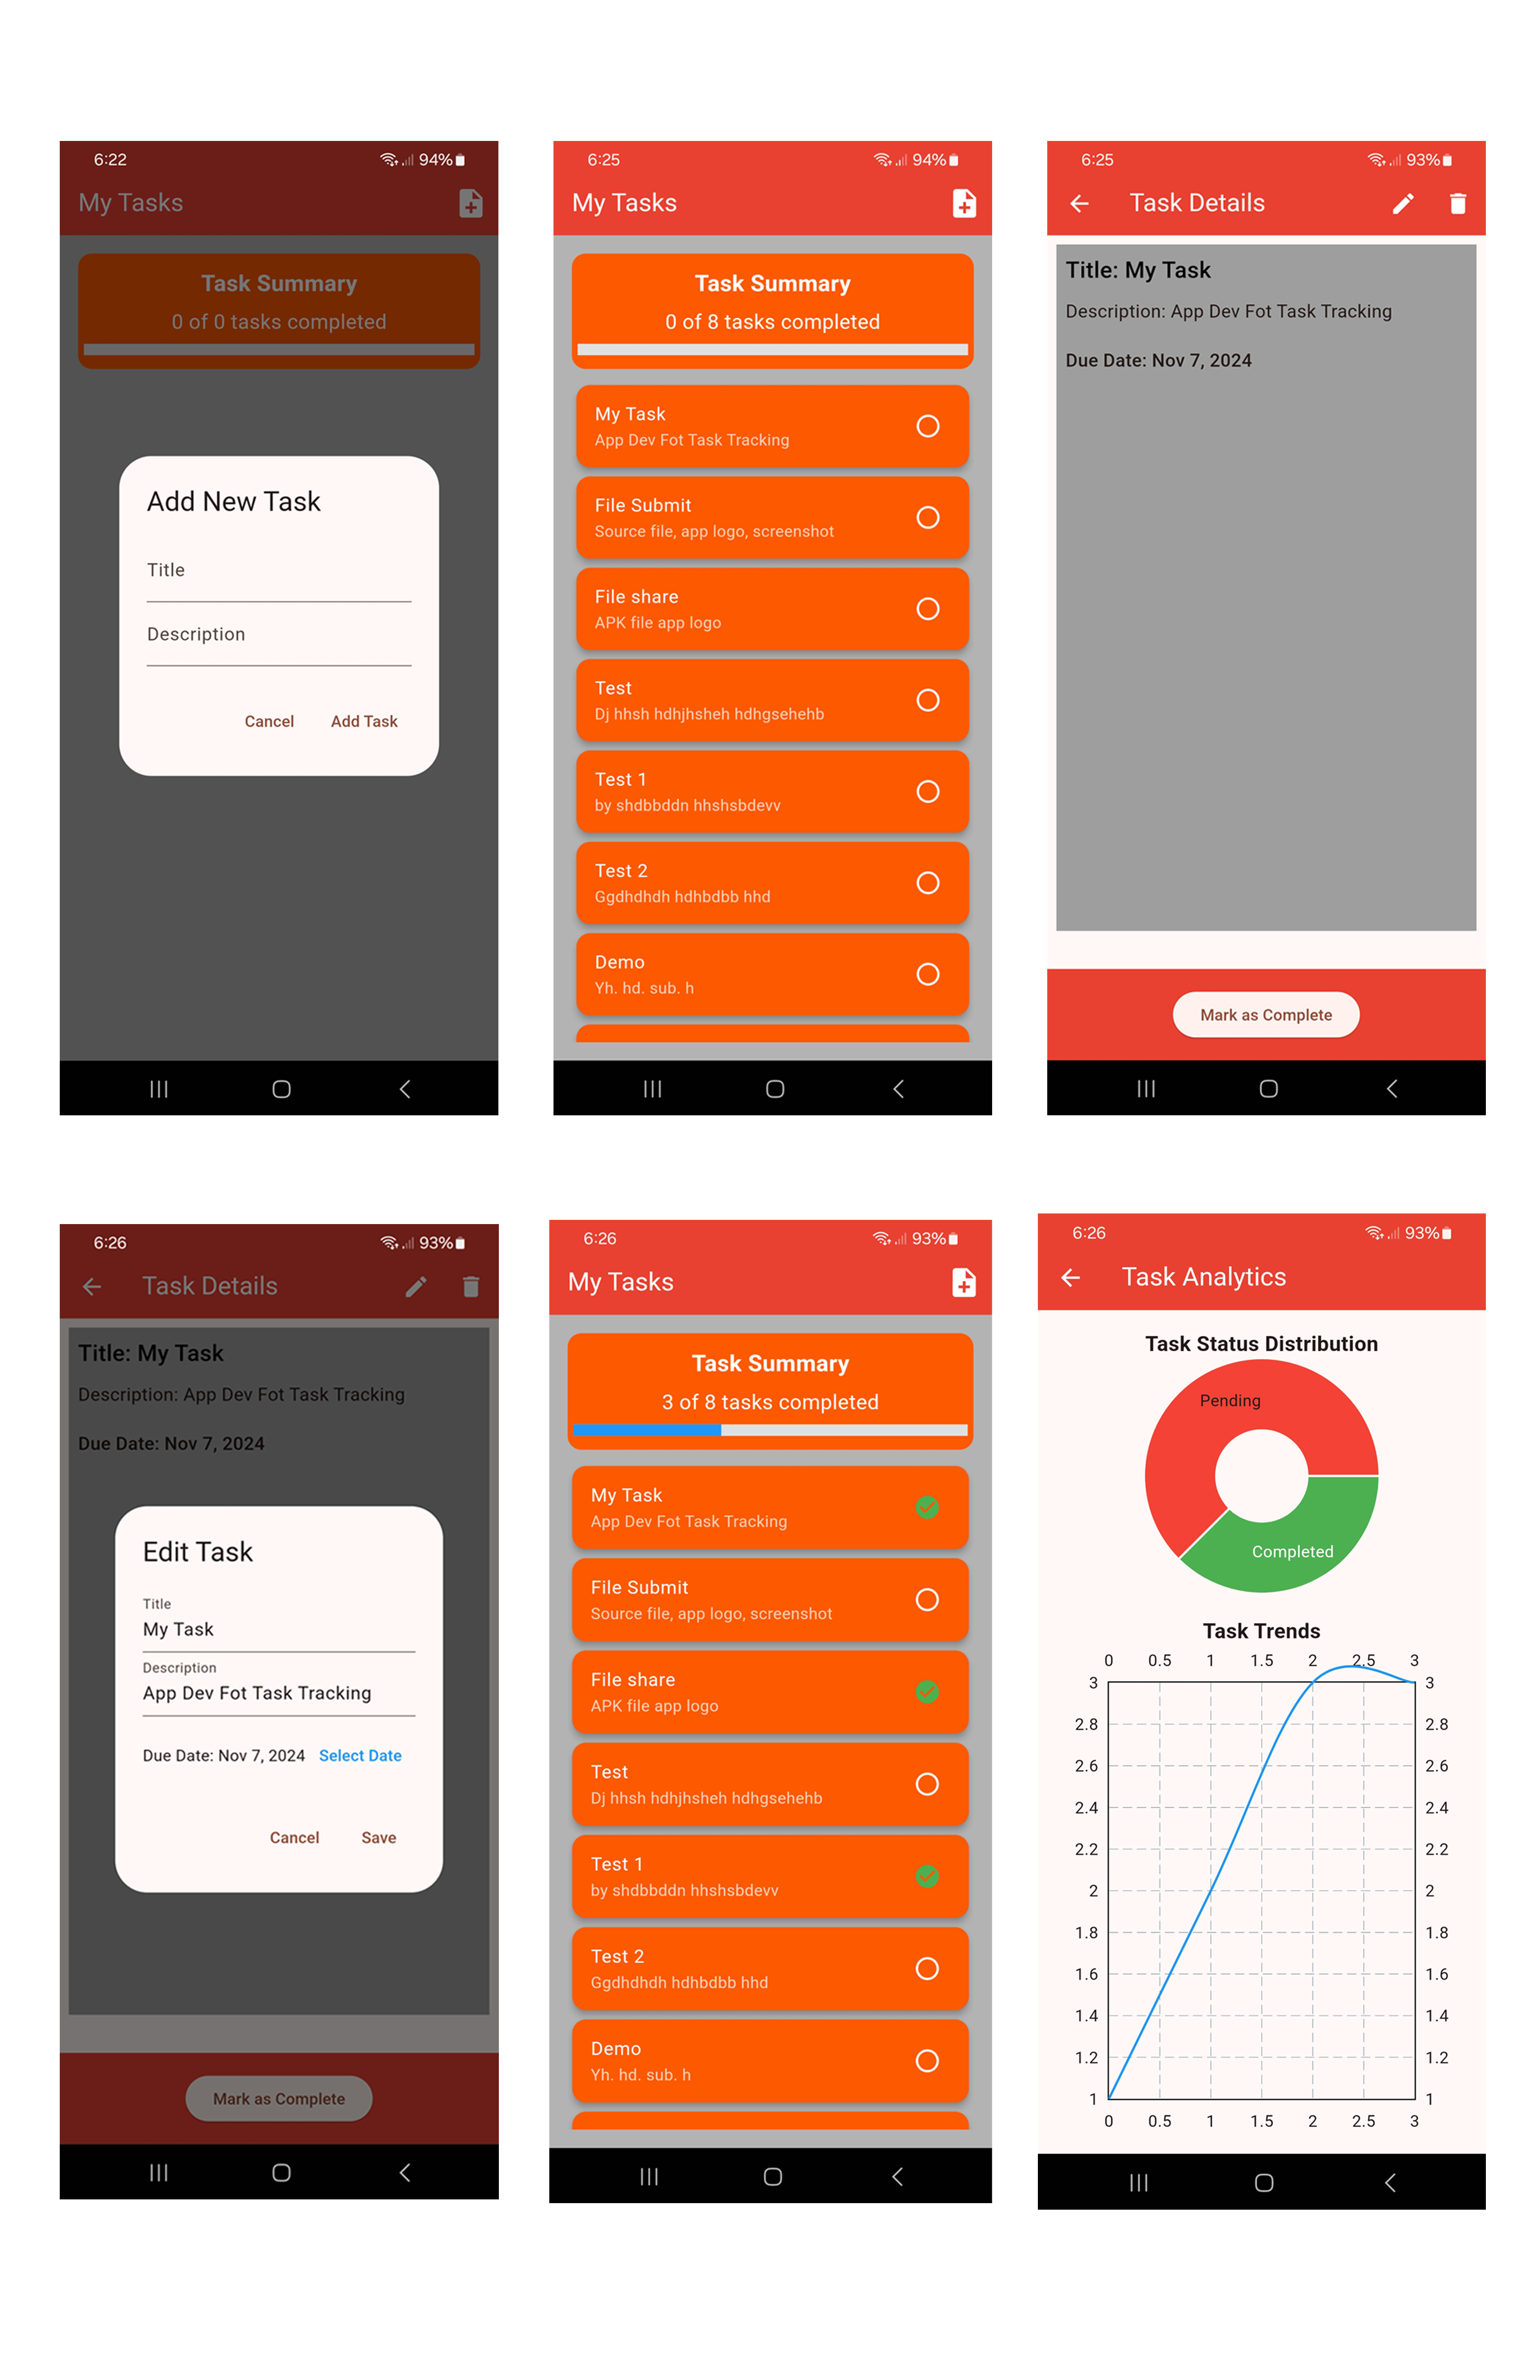 6:22 94%
My Tasks
Task Summary
0 of 0 tasks completed
Add New Task
Title
Description
Cancel Add Task
6:25 94%
My Tasks
Task Summary
0 of 8 tasks completed
My Task
App Dev Fot Task Tracking
File Submit
Source file, app logo, screenshot
File share
APK file app logo
Test
Dj hhsh hdhjhsheh hdhgsehehb
Test 1
by shdbbddn hhshsbdevv
Test 2
Ggdhdhdh hdhbdbb hhd
Demo
Yh. hd. sub. h
6:25 93%
Task Details
Title: My Task
Description: App Dev Fot Task Tracking
Due Date: Nov 7, 2024
Mark as Complete
6:26 93%
Task Details
Title: My Task
Description: App Dev Fot Task Tracking
Due Date: Nov 7, 2024
Edit Task
Title
My Task
Description
App Dev Fot Task Tracking
Due Date: Nov 7, 2024 Select Date
Cancel Save
Mark as Complete
6:26 93%
My Tasks
Task Summary
3 of 8 tasks completed
My Task
App Dev Fot Task Tracking
File Submit
Source file, app logo, screenshot
File share
APK file app logo
Test
Dj hhsh hdhjhsheh hdhgsehehb
Test 1
by shdbbddn hhshsbdevv
Test 2
Ggdhdhdh hdhbdbb hhd
Demo
Yh. hd. sub. h
6:26 93%
Task Analytics
Task Status Distribution
Pending
Completed
Task Trends
0 0.5 1 1.5 2 2.5 3
3 3
2.8 2.8
2.6 2.6
2.4 2.4
2.2 2.2
2 2
1.8 1.8
1.6 1.6
1.4 1.4
1.2 1.2
1 1
0 0.5 1 1.5 2 2.5 3